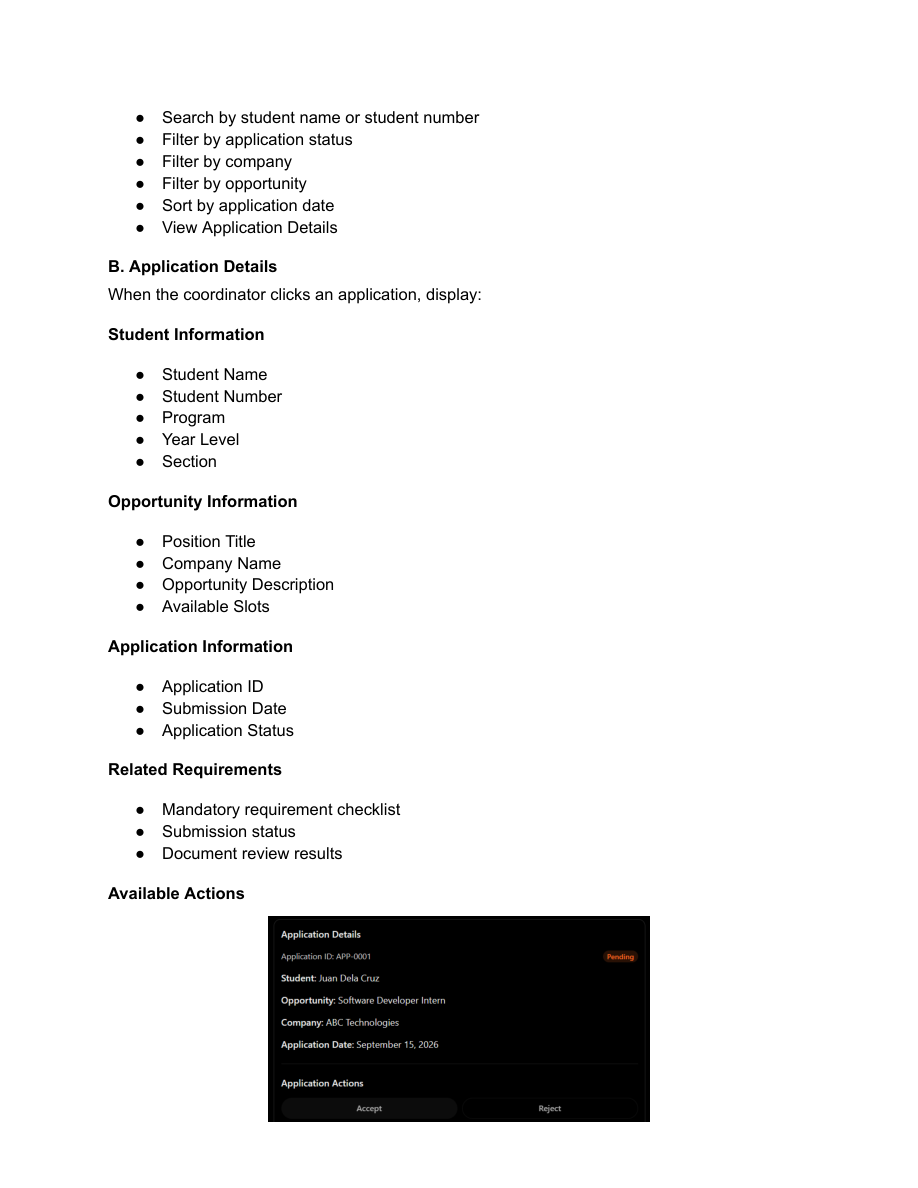 ● Search by student name or student number
● Filter by application status
● Filter by company
● Filter by opportunity
● Sort by application date
● View Application Details
B. Application Details
When the coordinator clicks an application, display:
Student Information
● Student Name
● Student Number
● Program
● Year Level
● Section
Opportunity Information
● Position Title
● Company Name
● Opportunity Description
● Available Slots
Application Information
● Application ID
● Submission Date
● Application Status
Related Requirements
● Mandatory requirement checklist
● Submission status
● Document review results
Available Actions
Application Details
Application ID: APP-0001 Pending
Student: Juan Dela Cruz
Opportunity: Software Developer Intern
Company: ABC Technologies
Application Date: September 15, 2026
Application Actions
Accept Reject